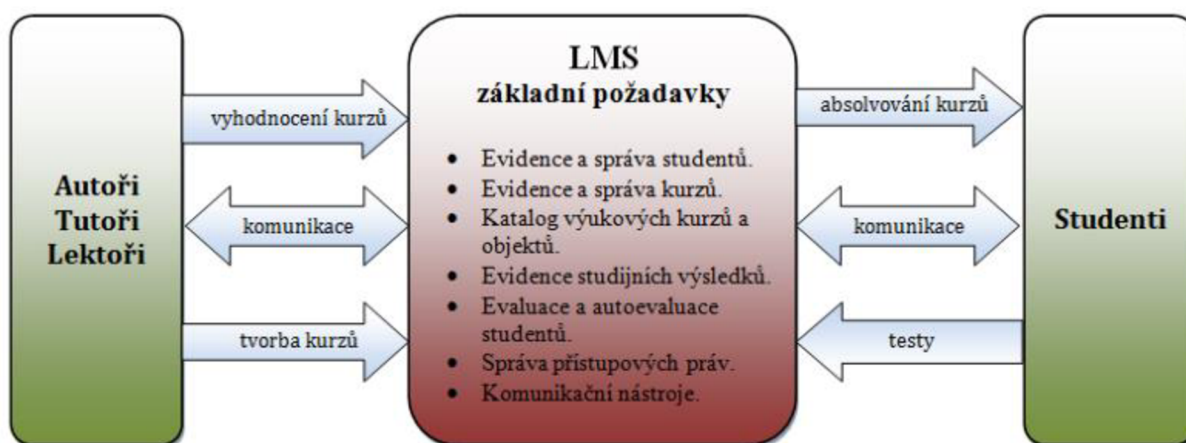 Autoři
Tutoři
Lektoři
vyhodnocení kurzů
komunikace
tvorba kurzů
LMS
základní požadavky
• Evidence a správa studentů.
• Evidence a správa kurzů.
• Katalog výukových kurzů a
objektů.
• Evidence studijních výsledků.
• Evaluace a autoevaluace
studentů.
• Správa přístupových práv.
• Komunikační nástroje.
absolvování kurzů
komunikace
testy
Studenti